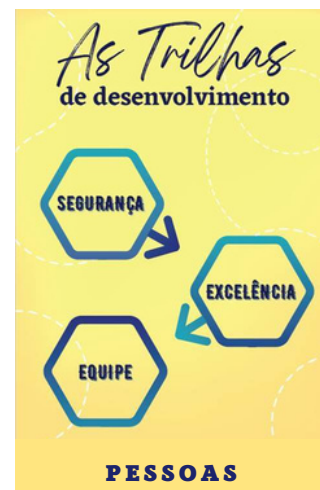 As Trilhas
de desenvolvimento
SEGURANÇA
EXCELÊNCIA
EQUIPE
PESSOAS